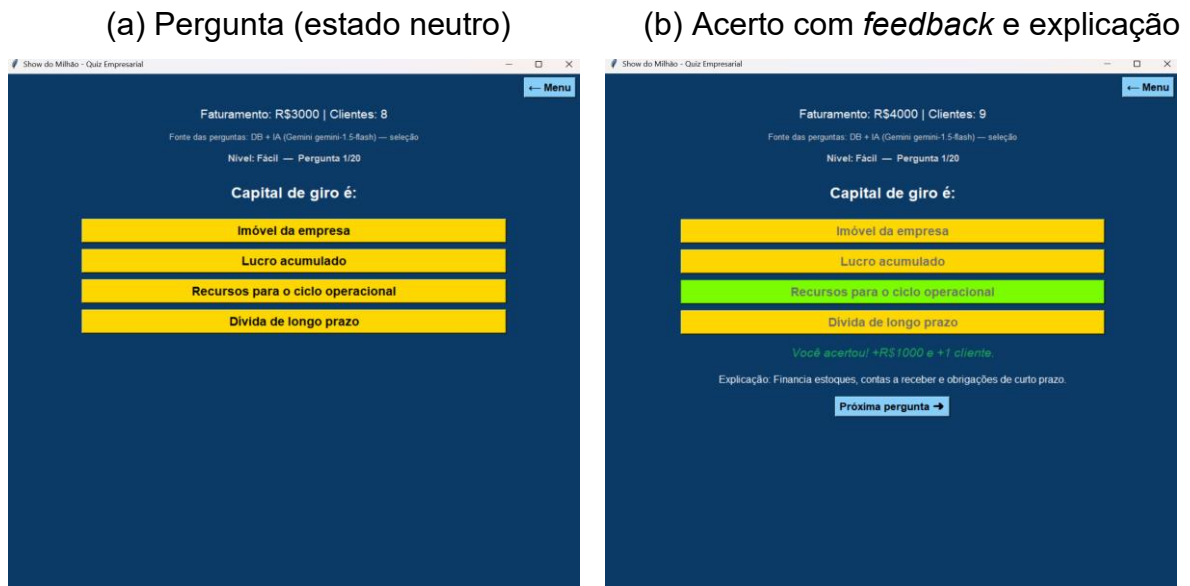 (a) Pergunta (estado neutro)
Show do Milhão - Quiz Empresarial
← Menu
Faturamento: R$3000 | Clientes: 8
Fonte das perguntas: DB + IA (Gemini gemini-1.5-flash) — seleção
Nível: Fácil — Pergunta 1/20
Capital de giro é:
Imóvel da empresa
Lucro acumulado
Recursos para o ciclo operacional
Dívida de longo prazo
(b) Acerto com feedback e explicação
Show do Milhão - Quiz Empresarial
← Menu
Faturamento: R$4000 | Clientes: 9
Fonte das perguntas: DB + IA (Gemini gemini-1.5-flash) — seleção
Nível: Fácil — Pergunta 1/20
Capital de giro é:
Imóvel da empresa
Lucro acumulado
Recursos para o ciclo operacional
Dívida de longo prazo
Você acertou! +R$1000 e +1 cliente.
Explicação: Financia estoques, contas a receber e obrigações de curto prazo.
Próxima pergunta ➔